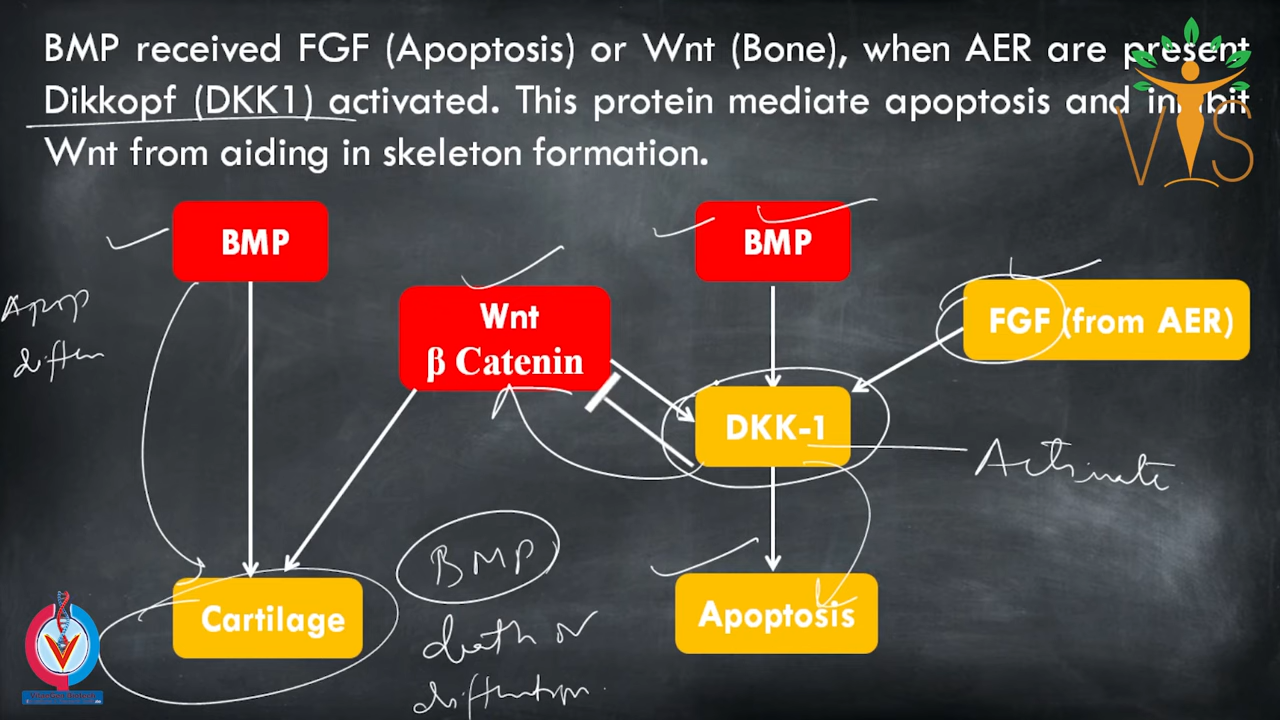 BMP received FGF (Apoptosis) or Wnt (Bone), when AER are present
Dikkopf (DKK1) activated. This protein mediate apoptosis and inhibit
Wnt from aiding in skeleton formation.
VIS
BMP
BMP
Apop
Wnt
β Catenin
FGF (from AER)
DKK-1
Activate
BMP
Cartilage
Apoptosis
death or